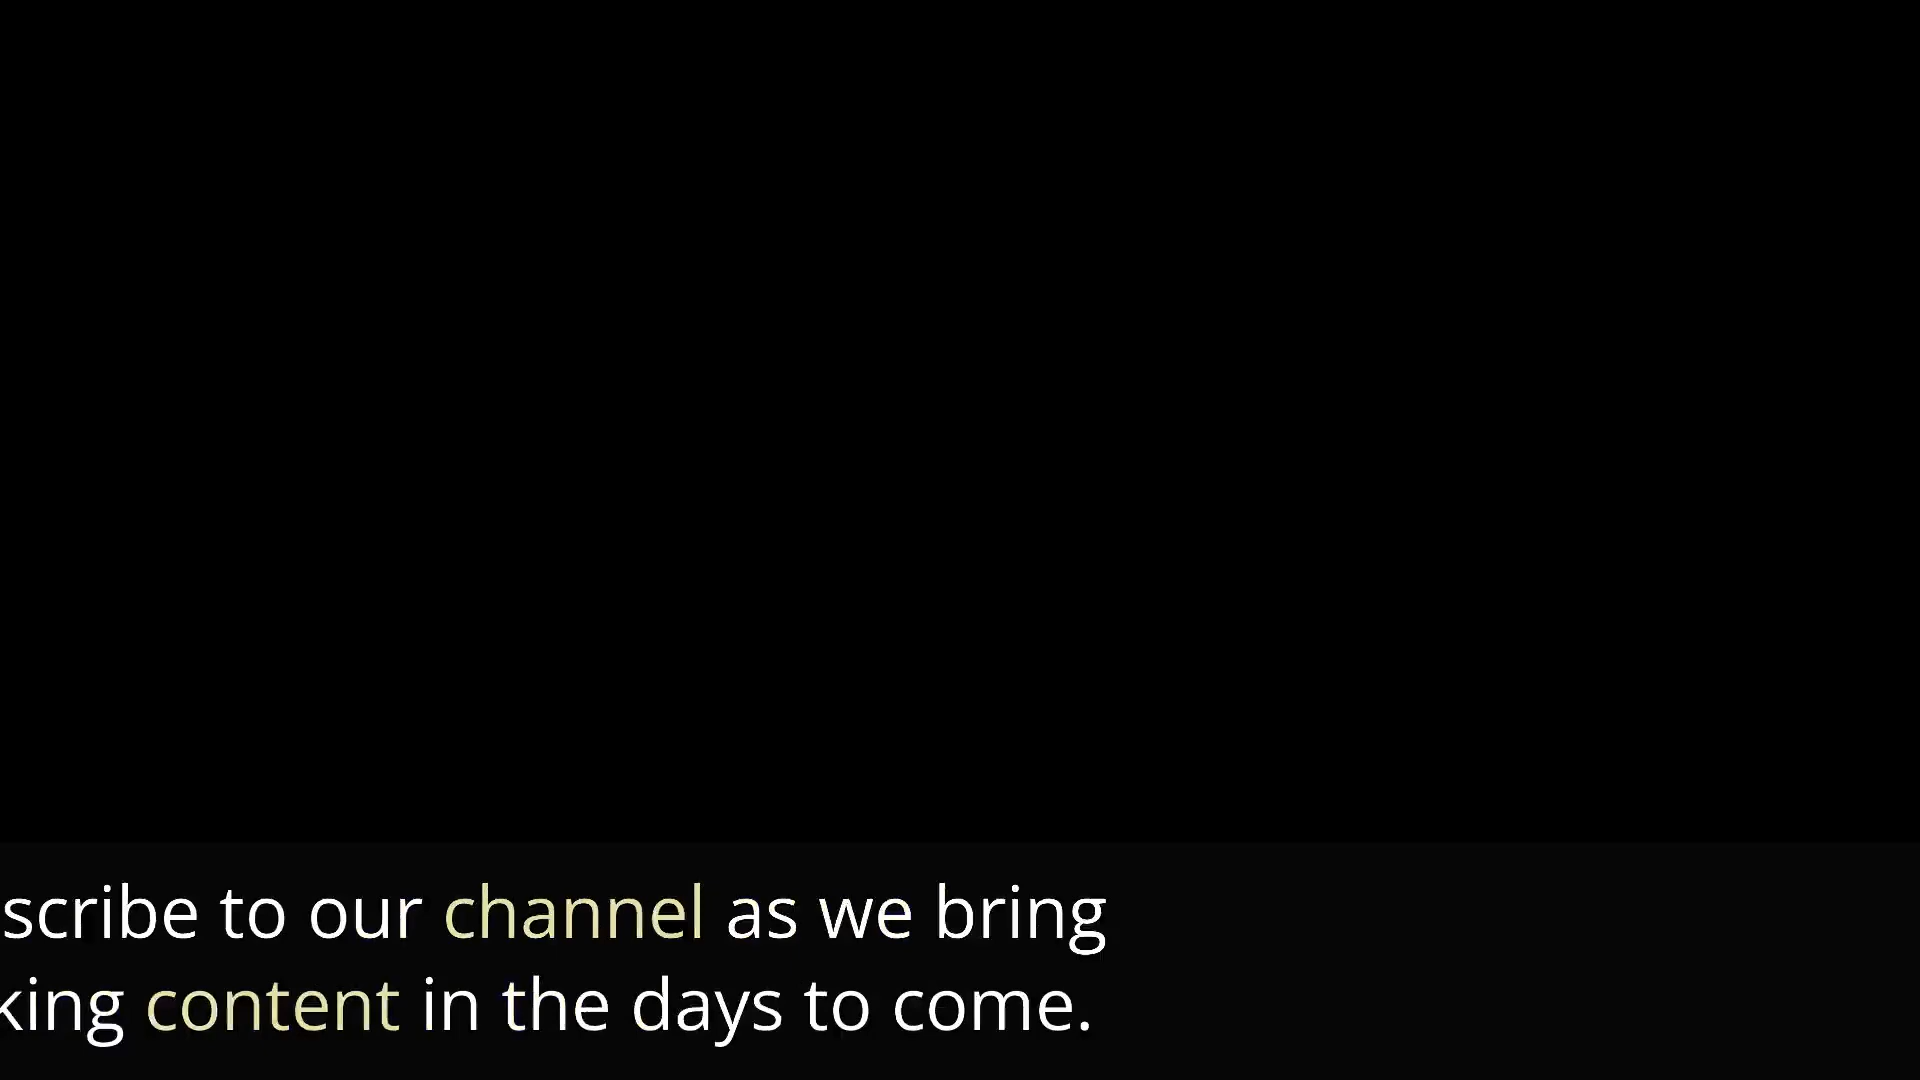 scribe to our channel as we bring
king content in the days to come.